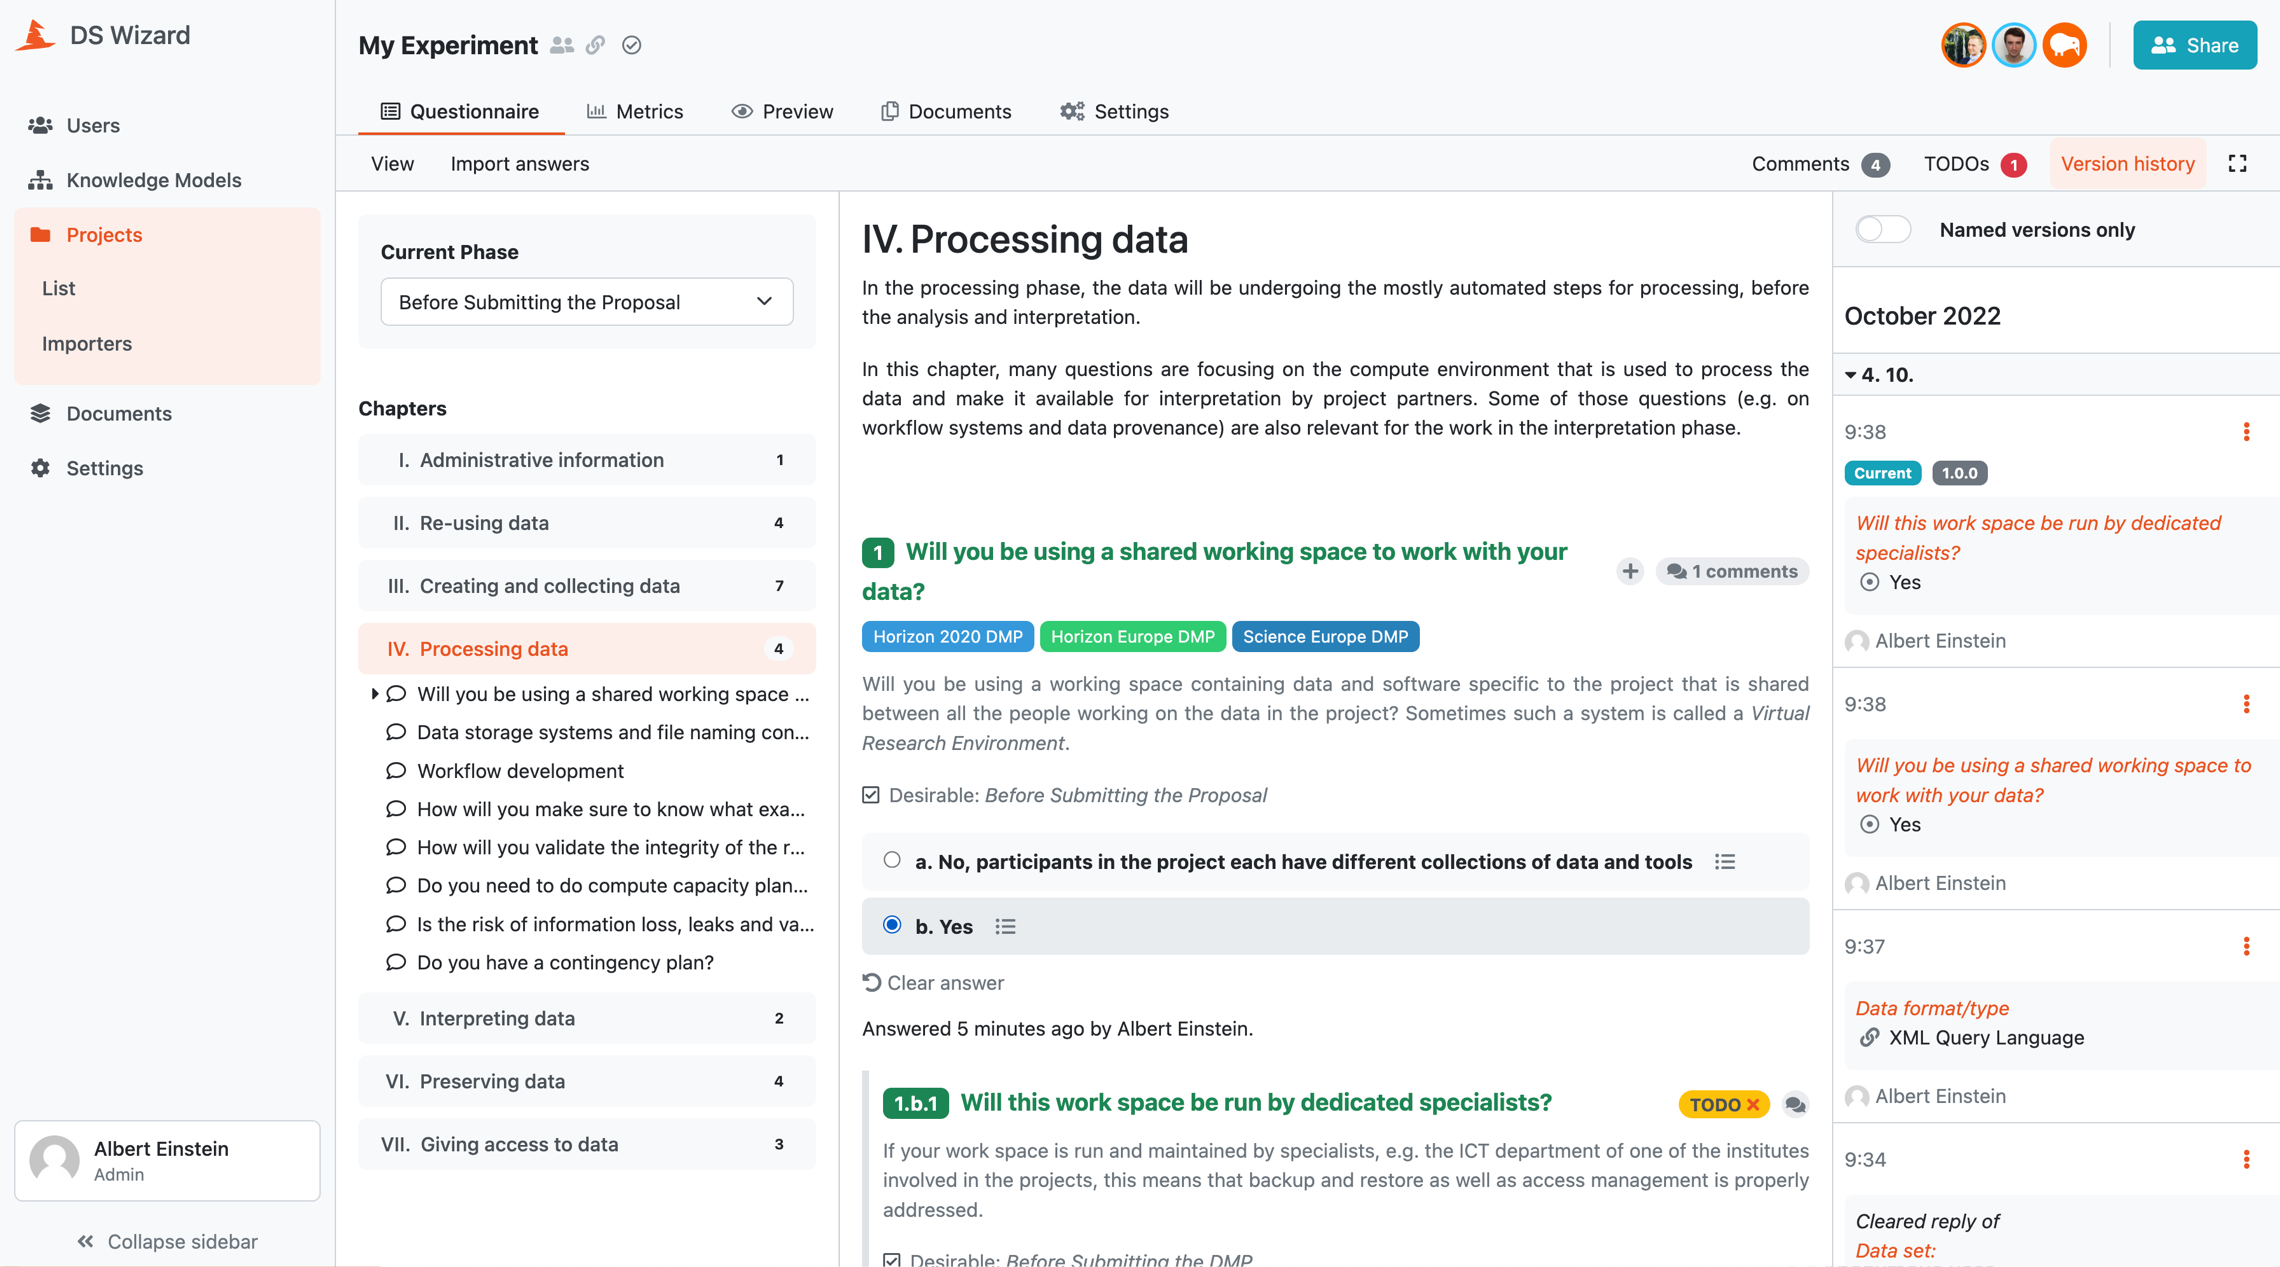 DS Wizard
Users
Knowledge Models
Projects
List
Importers
Documents
Settings
Albert Einstein
Admin
Collapse sidebar
My Experiment
Share
Questionnaire
Metrics
Preview
Documents
Settings
View
Import answers
Comments 4
TODOs 1
Version history
Current Phase
Before Submitting the Proposal
Chapters
I. Administrative information 1
II. Re-using data 4
III. Creating and collecting data 7
IV. Processing data 4
Will you be using a shared working space ...
Data storage systems and file naming con...
Workflow development
How will you make sure to know what exa...
How will you validate the integrity of the r...
Do you need to do compute capacity plan...
Is the risk of information loss, leaks and va...
Do you have a contingency plan?
V. Interpreting data 2
VI. Preserving data 4
VII. Giving access to data 3
IV. Processing data
In the processing phase, the data will be undergoing the mostly automated steps for processing, before
the analysis and interpretation.
In this chapter, many questions are focusing on the compute environment that is used to process the
data and make it available for interpretation by project partners. Some of those questions (e.g. on
workflow systems and data provenance) are also relevant for the work in the interpretation phase.
1 Will you be using a shared working space to work with your
data?
1 comments
Horizon 2020 DMP
Horizon Europe DMP
Science Europe DMP
Will you be using a working space containing data and software specific to the project that is shared
between all the people working on the data in the project? Sometimes such a system is called a Virtual
Research Environment.
Desirable: Before Submitting the Proposal
a. No, participants in the project each have different collections of data and tools
b. Yes
Clear answer
Answered 5 minutes ago by Albert Einstein.
1.b.1 Will this work space be run by dedicated specialists?
TODO
If your work space is run and maintained by specialists, e.g. the ICT department of one of the institutes
involved in the projects, this means that backup and restore as well as access management is properly
addressed.
Desirable: Before Submitting the DMP
Named versions only
October 2022
4. 10.
9:38
Current
1.0.0
Will this work space be run by dedicated
specialists?
Yes
Albert Einstein
9:38
Will you be using a shared working space to
work with your data?
Yes
Albert Einstein
9:37
Data format/type
XML Query Language
Albert Einstein
9:34
Cleared reply of
Data set: